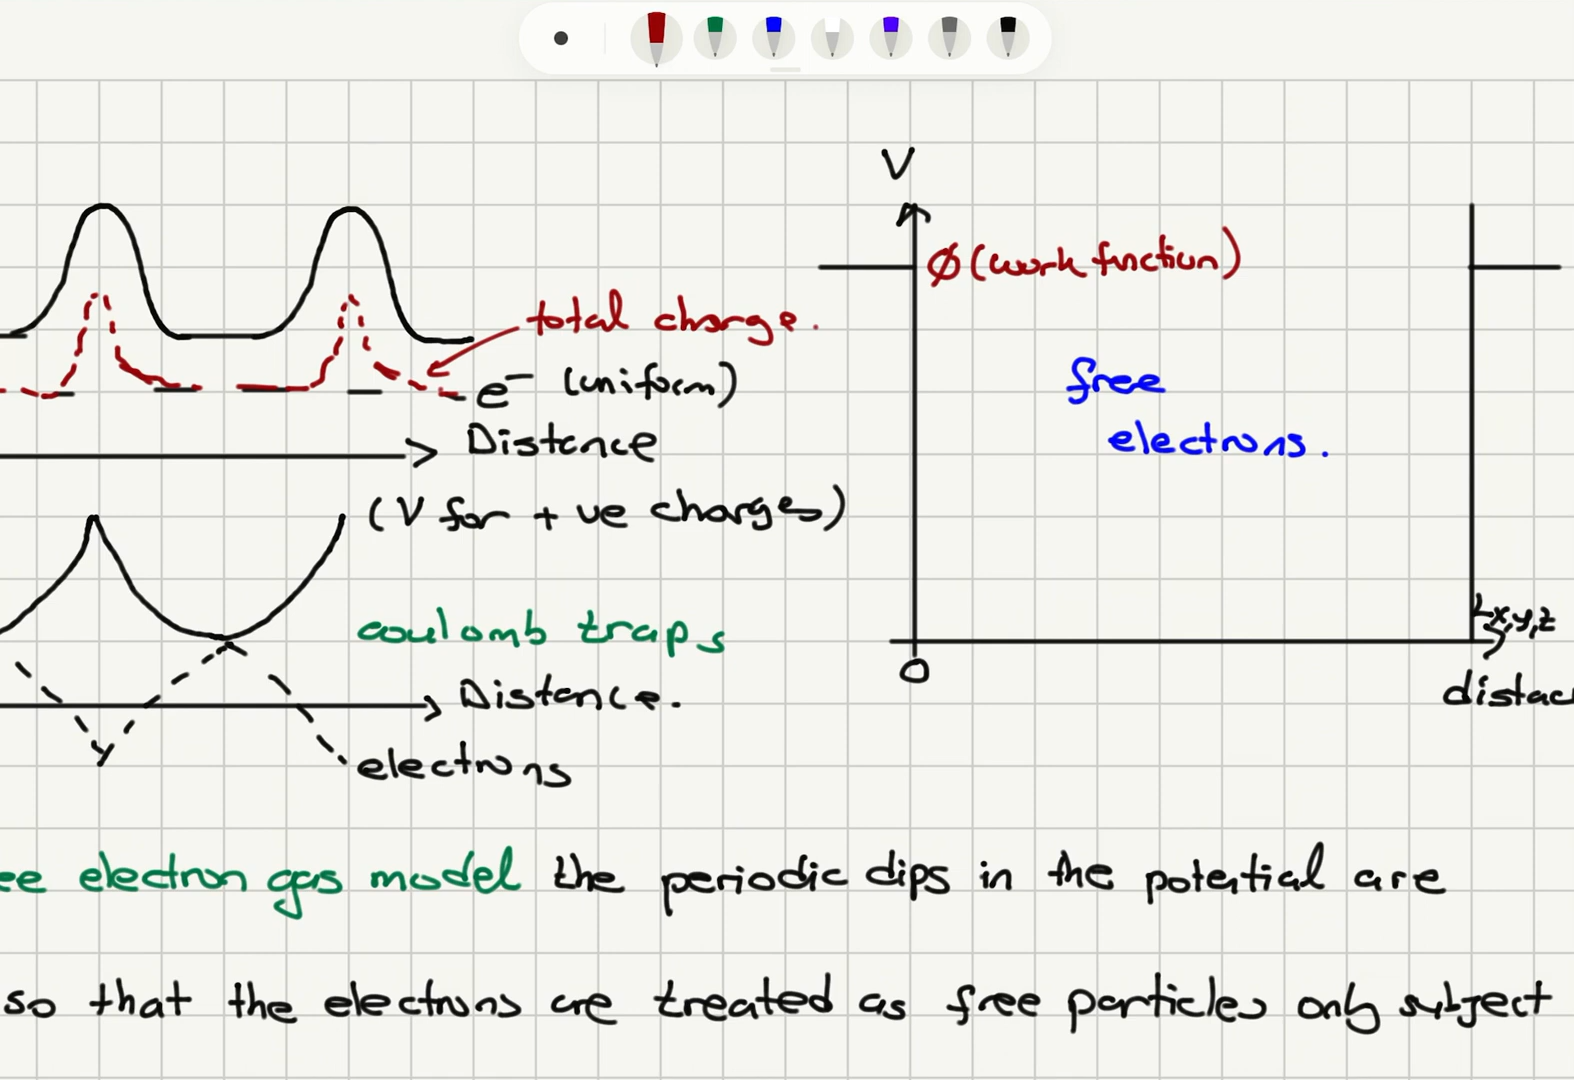 V
φ (work function)
total charge.
e⁻ (uniform)
free
Distance
electrons.
(V for +ve charges)
coulomb traps
Lx,y,z
0
Distance.
distac
electrons
ee electron gas model the periodic dips in the potential are
so that the electrons are treated as free particles only subject